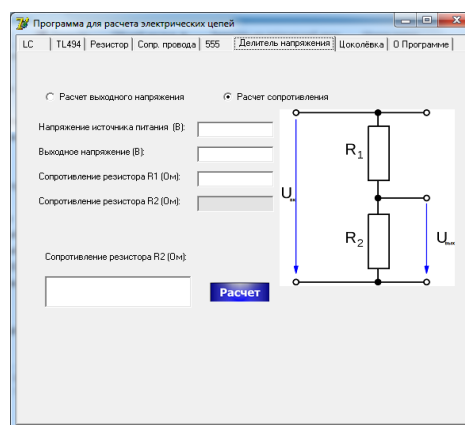 Программа для расчета электрических цепей
LC TL494 Резистор Сопр. провода 555 Делитель напряжения Цоколёвка О Программе
Расчет выходного напряжения Расчет сопротивления
Напряжение источника питания (В):
Выходное напряжение (В):
Сопротивление резистора R1 (Ом):
Сопротивление резистора R2 (Ом):
R1
U вх
R2 U вых
Сопротивление резистора R2 (Ом):
Расчет